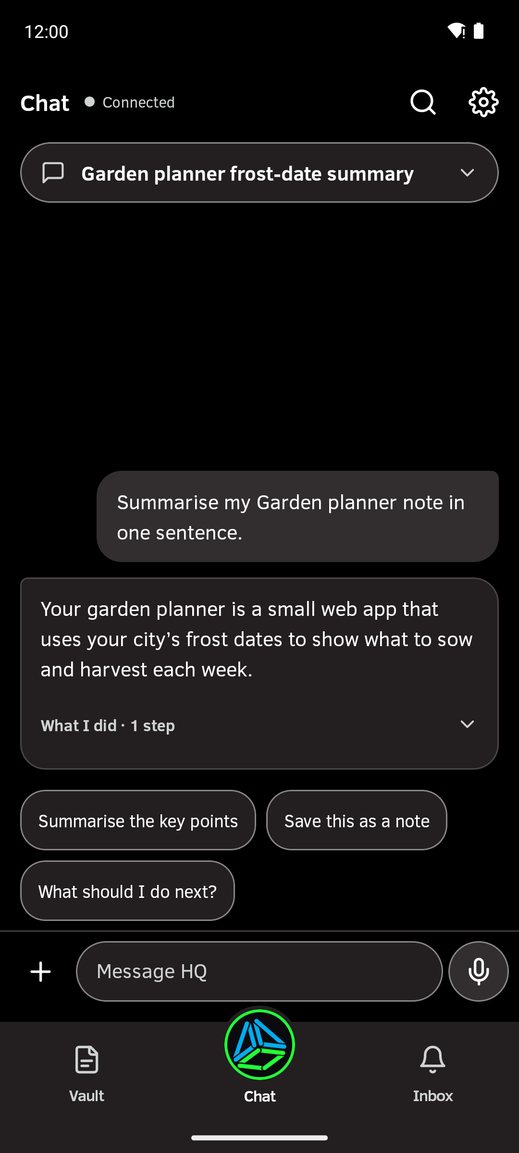 12:00
Chat
Connected
Garden planner frost-date summary
Summarise my Garden planner note in
one sentence.
Your garden planner is a small web app that
uses your city’s frost dates to show what to sow
and harvest each week.
What I did · 1 step
Summarise the key points
Save this as a note
What should I do next?
Message HQ
Vault
Chat
Inbox